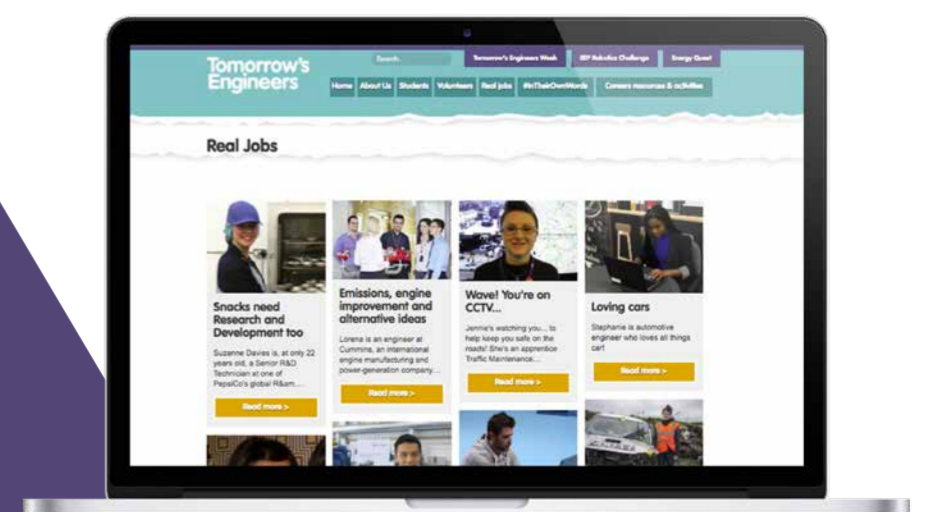 Tomorrow's
Engineers
Search
Tomorrow's Engineers Week
EDF Robotics Challenge
Energy Quest
Home
About Us
Students
Volunteers
Real jobs
#InTheirOwnWords
Careers resources & activities
Real Jobs
Snacks need
Research and
Development too
Suzanne Davies is, at only 22
years old, a Senior R&D
Technician at one of
PepsiCo's global R&am…
Read more >
Emissions, engine
improvement and
alternative ideas
Lorena is an engineer at
Cummins, an international
engine manufacturing and
power-generation company…
Read more >
Wave! You're on
CCTV...
Jennie's watching you... to
help keep you safe on the
roads! She's an apprentice
Traffic Maintenance…
Read more >
Loving cars
Stephanie is automotive
engineer who loves all things
car!
Read more >